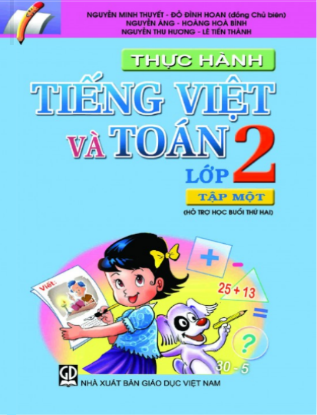 NGUYỄN MINH THUYẾT - ĐỖ ĐÌNH HOAN (đồng Chủ biên)
NGUYỄN ÁNG - HOÀNG HOÀ BÌNH
NGUYỄN THU HƯƠNG - LÊ TIẾN THÀNH
THỰC HÀNH
TIẾNG VIỆT
VÀ TOÁN
LỚP 2
TẬP MỘT
(HỖ TRỢ HỌC BUỔI THỨ HAI)
Viết
+ -
25 + 13
?
30 - 5
GD
NHÀ XUẤT BẢN GIÁO DỤC VIỆT NAM